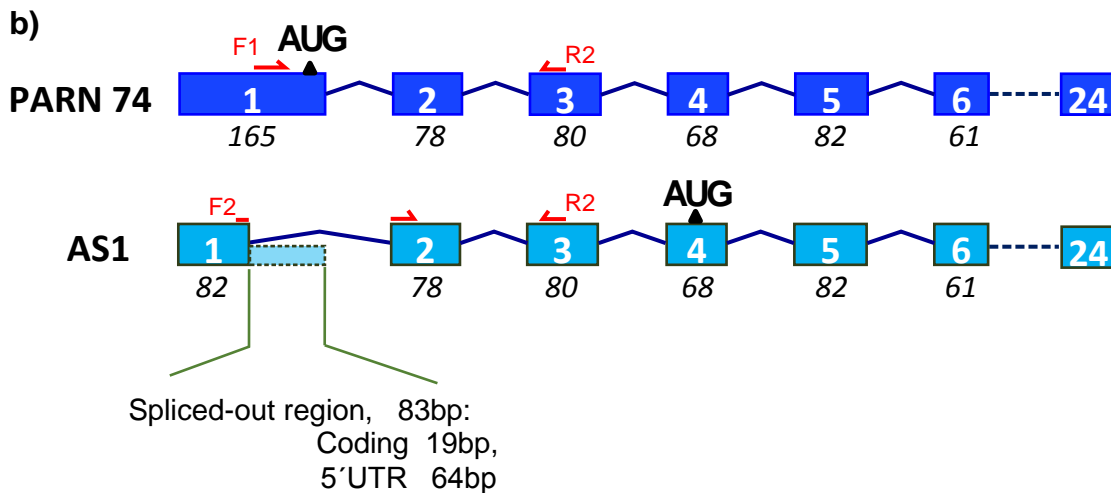 b)
F1 AUG R2
PARN 74 1 2 3 4 5 6 24
165 78 80 68 82 61
AUG
F2 R2
AS1 1 2 3 4 5 6 24
82 78 80 68 82 61
Spliced-out region, 83bp:
Coding 19bp,
5´UTR 64bp